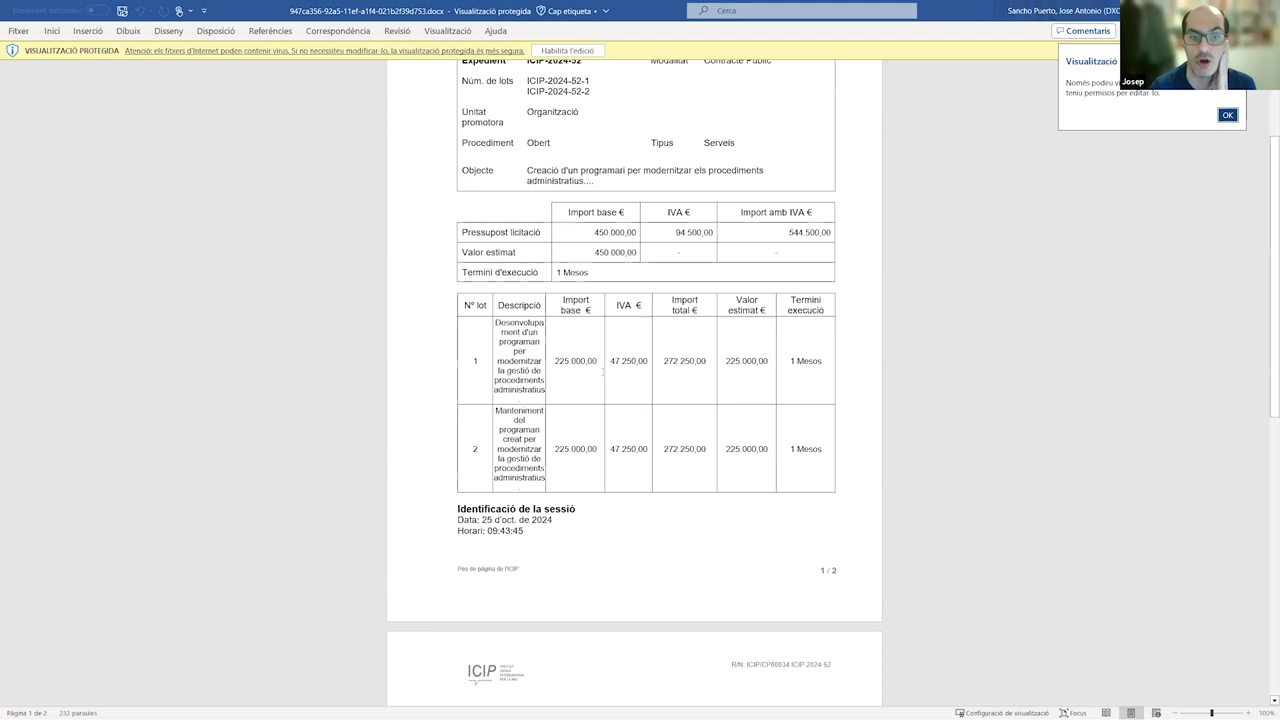 Desament automàtic
947ca356-92a5-11ef-a1f4-021b2f39d753.docx - Visualització protegida
Cap etiqueta
Cerca
Sancho Puerto, Jose Antonio (DXC
Fitxer Inici Inserció Dibuix Disseny Disposició Referències Correspondència Revisió Visualització Ajuda
Comentaris
VISUALITZACIÓ PROTEGIDA Atenció: els fitxers d'Internet poden contenir virus. Si no necessiteu modificar-lo, la visualització protegida és més segura. Habilita l'edició
Visualització
Només podeu v
teniu permisos per editar-lo.
OK
Josep
Expedient ICIP-2024-52 Modalitat Contracte Públic
Núm. de lots ICIP-2024-52-1
ICIP-2024-52-2
Unitat Organització
promotora
Procediment Obert Tipus Serveis
Objecte Creació d'un programari per modernitzar els procediments
administratius....
Import base € IVA € Import amb IVA €
Pressupost licitació 450.000,00 94.500,00 544.500,00
Valor estimat 450.000,00 - -
Termini d'execució 1 Mesos
Nº lot Descripció Import base € IVA € Import total € Valor estimat € Termini execució
Desenvolupa
ment d'un
programari
per
modernitzar
la gestió de
procediments
administratius
.
1 225.000,00 47.250,00 272.250,00 225.000,00 1 Mesos
Manteniment
del
programari
creat per
modernitzar
la gestió de
procediments
administratius
.
2 225.000,00 47.250,00 272.250,00 225.000,00 1 Mesos
Identificació de la sessió
Data: 25 d'oct. de 2024
Horari: 09:43:45
Peu de pàgina de l'ICIP
1 / 2
ICIP
INSTITUT
CATALÀ
INTERNACIONAL
PER LA PAU
R/N: ICIP/CP00034 ICIP-2024-52
Pàgina 1 de 2 232 paraules
Configuració de visualització Focus
100%